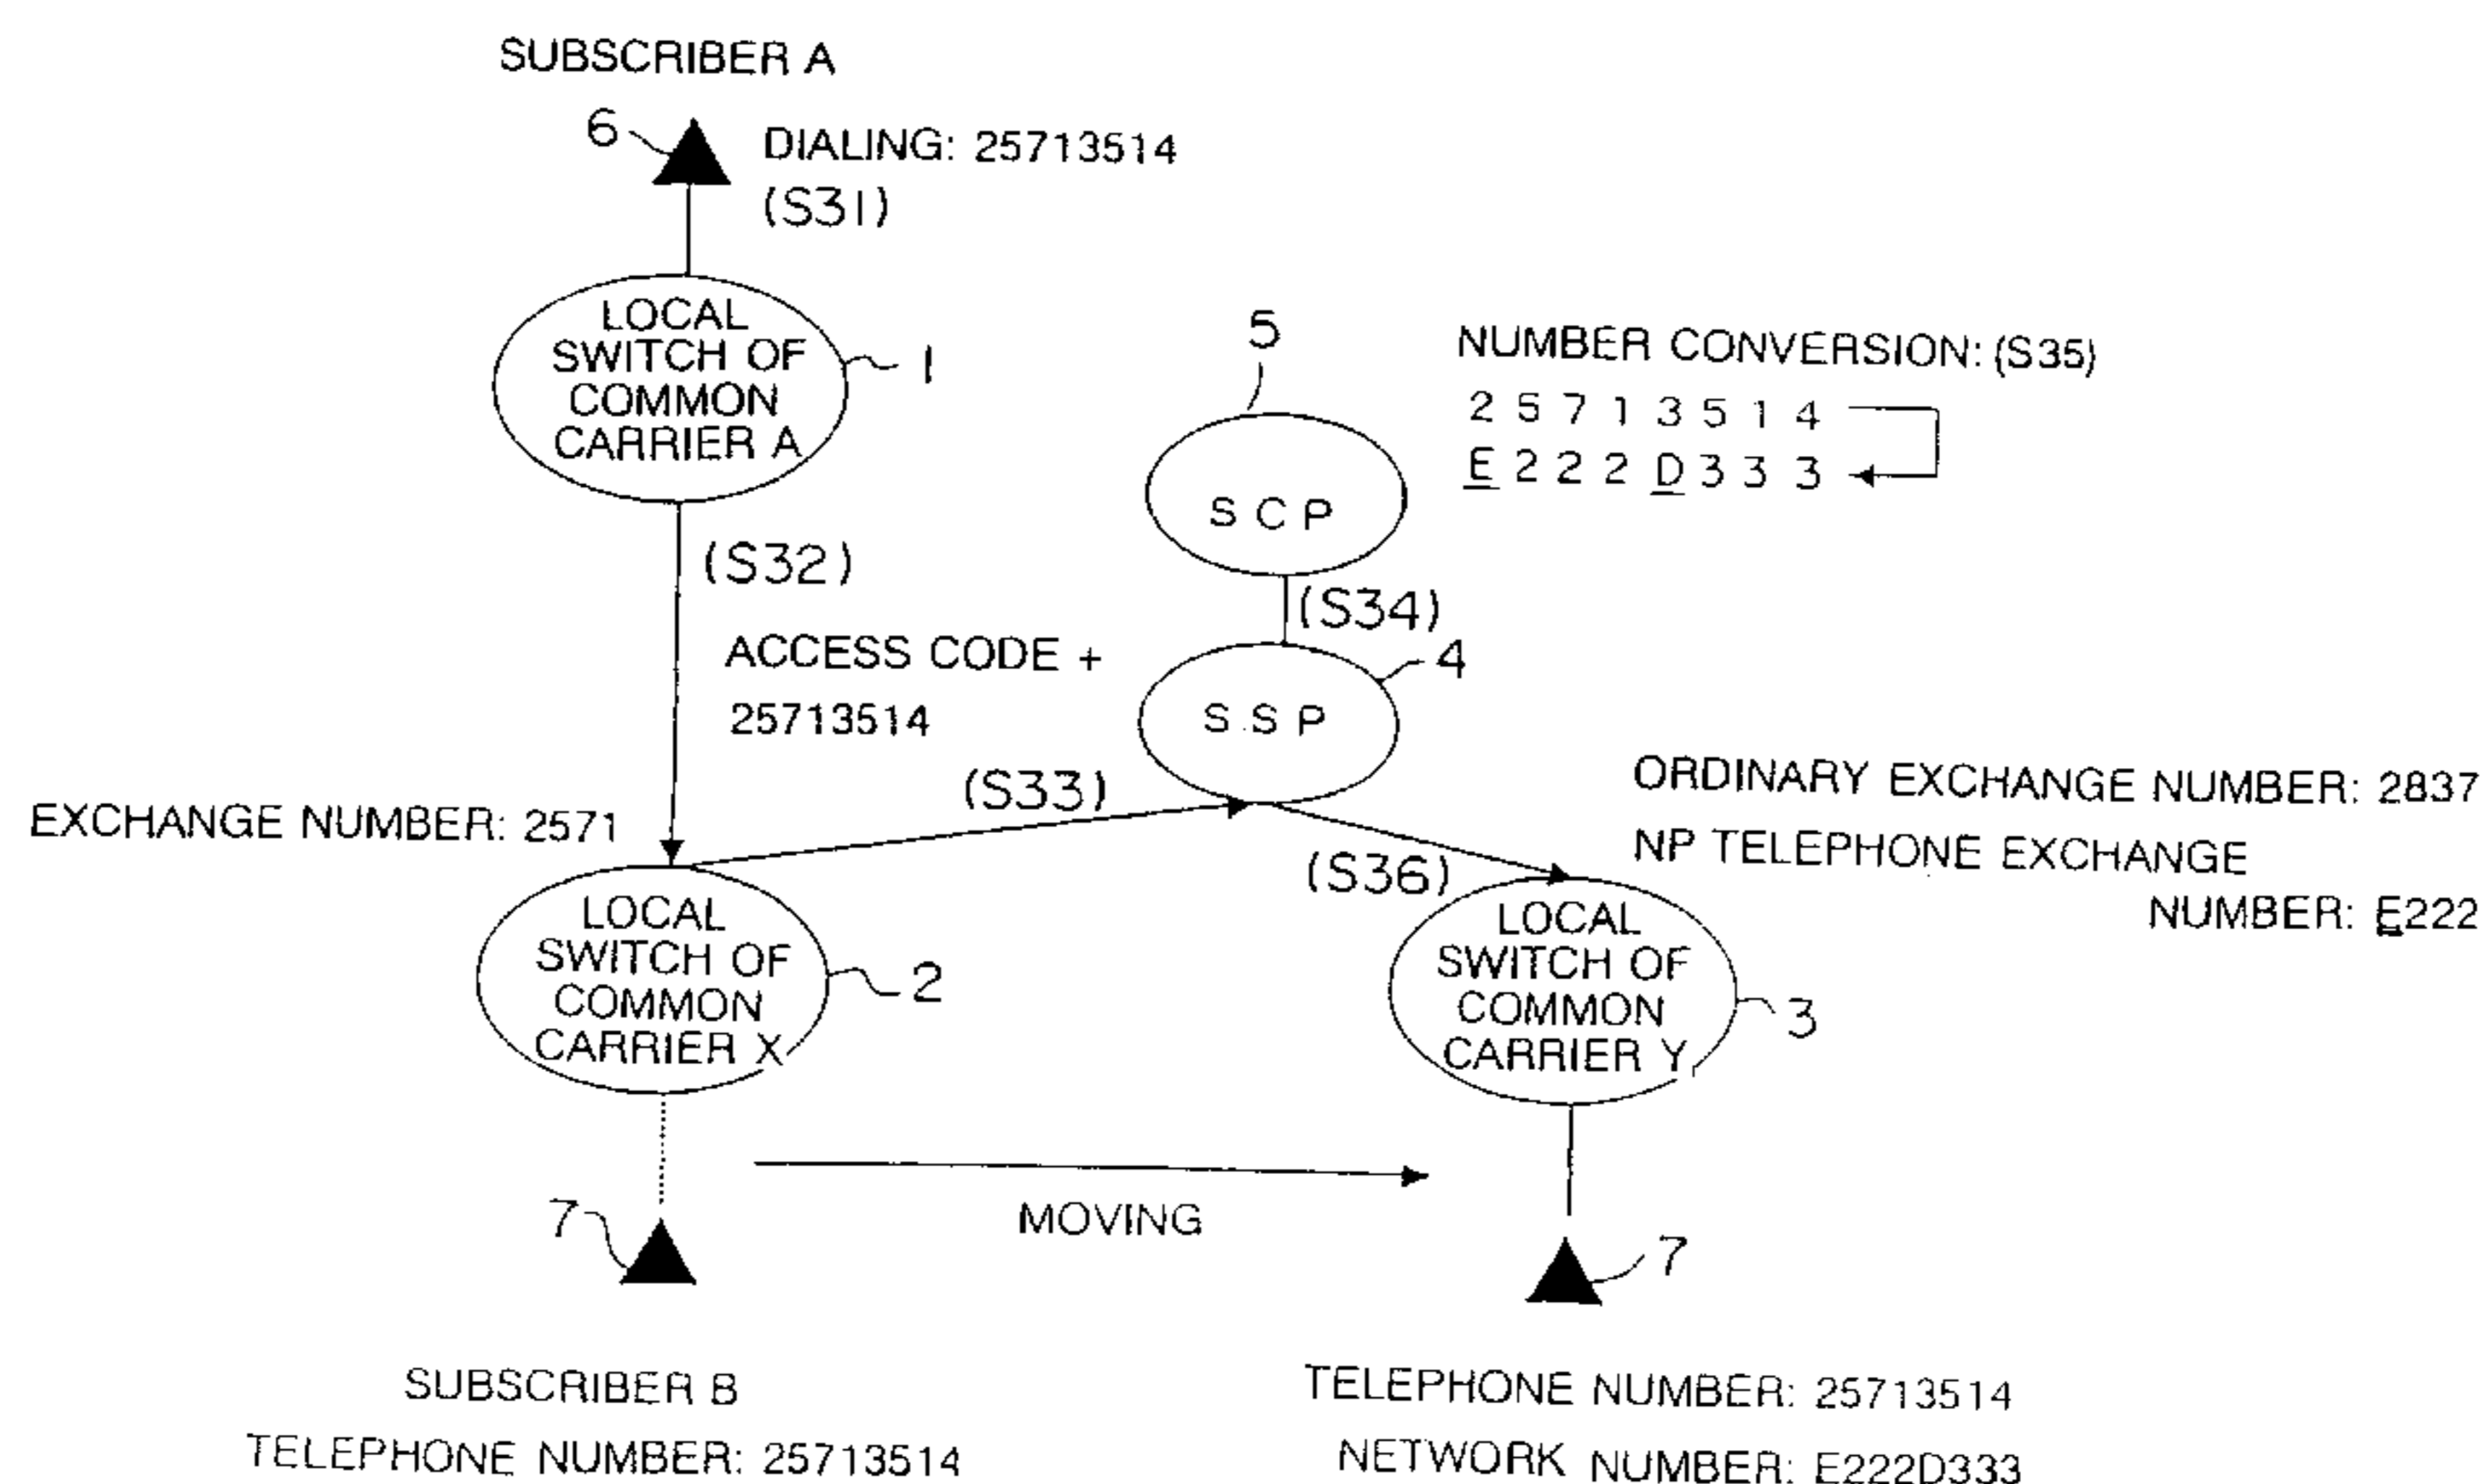 SUBSCRIBER A
6
DIALING: 25713514
(S31)
LOCAL
SWITCH OF
COMMON
CARRIER A
1
5
NUMBER CONVERSION: (S35)
2 5 7 1 3 5 1 4
E 2 2 2 D 3 3 3
S C P
(S32)
(S34)
ACCESS CODE +
25713514
4
S S P
(S33)
ORDINARY EXCHANGE NUMBER: 2837
EXCHANGE NUMBER: 2571
NP TELEPHONE EXCHANGE
NUMBER: E222
(S36)
LOCAL
SWITCH OF
COMMON
CARRIER X
2
LOCAL
SWITCH OF
COMMON
CARRIER Y
3
MOVING
7
7
SUBSCRIBER B
TELEPHONE NUMBER: 25713514
TELEPHONE NUMBER: 25713514
NETWORK NUMBER: E222D333